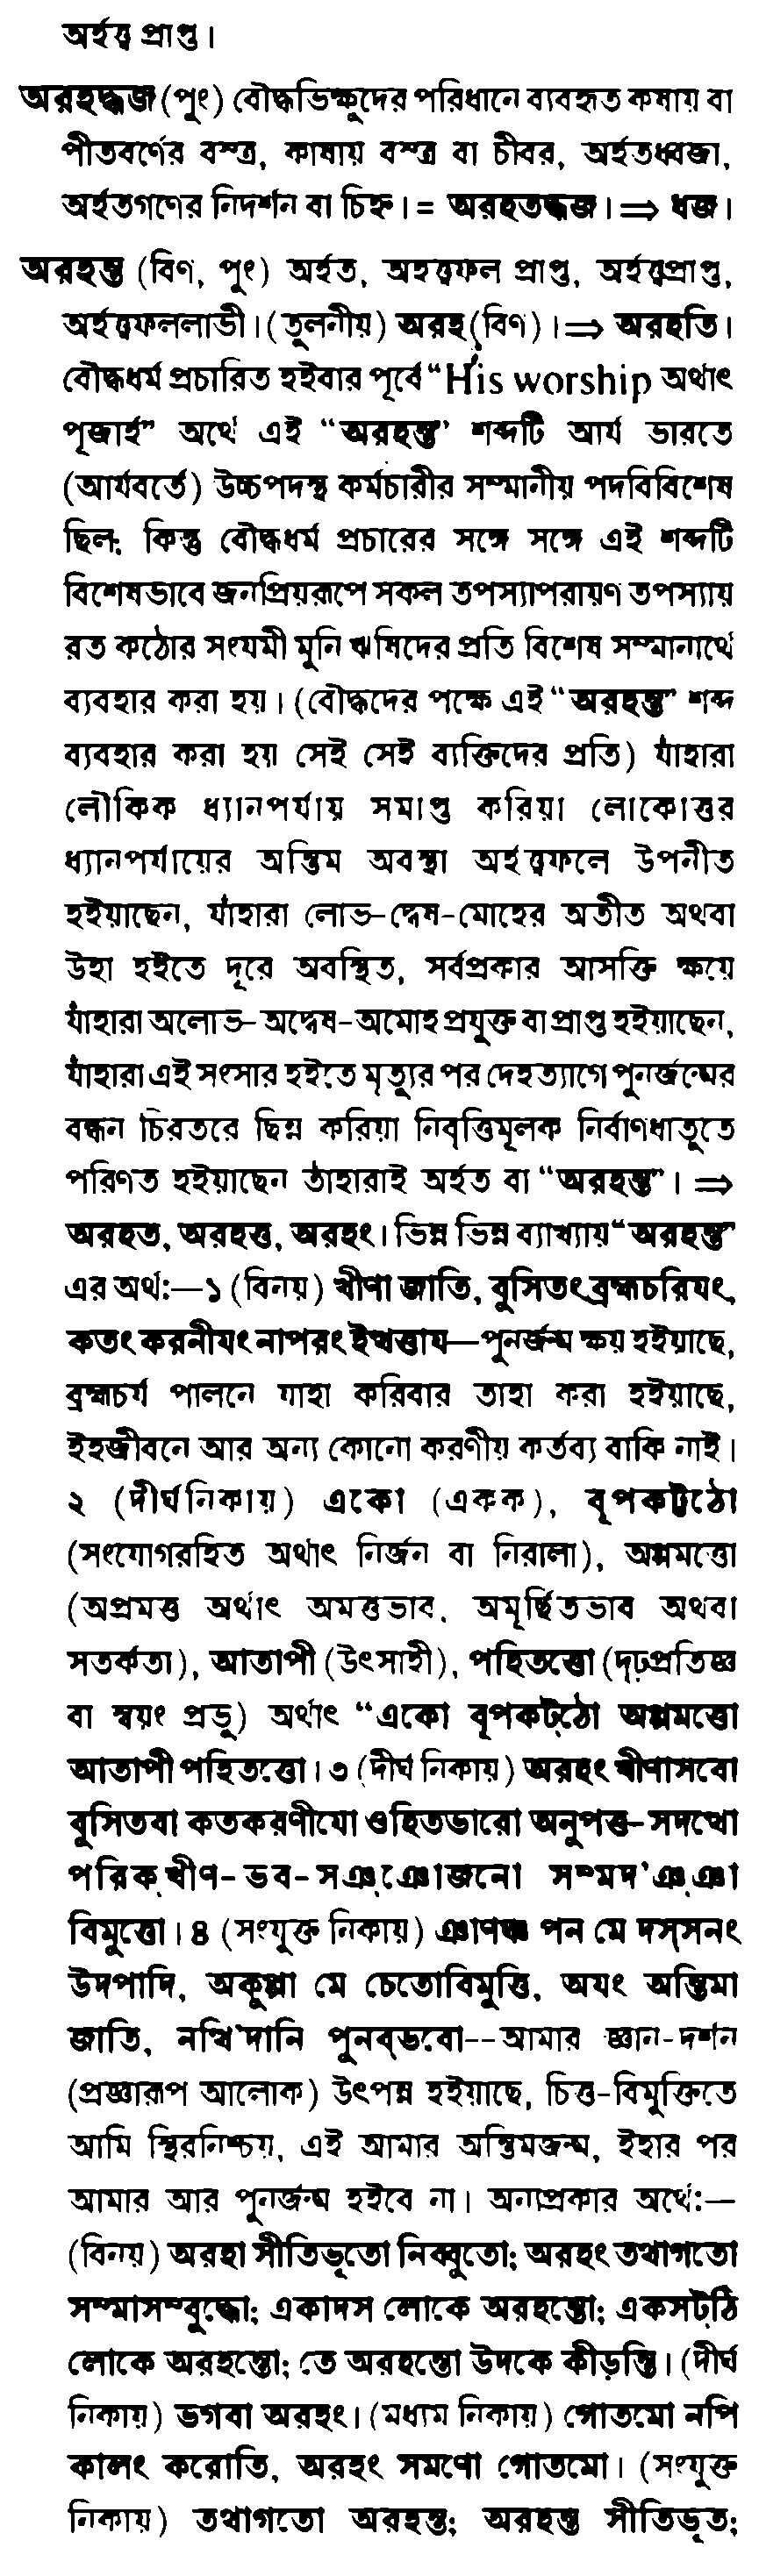 অর্হত্ত্ব প্রাপ্ত।
অরহদ্ধজ (পুং) বৌদ্ধভিক্ষুদের পরিধানে ব্যবহৃত কষায় বা
পীতবর্ণের বস্ত্র, কাষায় বস্ত্র বা চীবর, অর্হতধ্বজা,
অর্হতগণের নিদর্শন বা চিহ্ন। = অরহতদ্ধজ। ⇒ ধজ।
অরহন্ত (বিণ, পুং) অর্হত, অহত্ত্বফল প্রাপ্ত, অর্হত্ত্বপ্রাপ্ত,
অর্হত্ত্বফললাভী। (তুলনীয়) অরহ (বিণ)। ⇒ অরহতি।
বৌদ্ধধর্ম প্রচারিত হইবার পূর্বে “His worship অর্থাৎ
পূজার্হ” অর্থে এই “অরহন্ত” শব্দটি আর্য ভারতে
(আর্যবর্তে) উচ্চপদস্থ কর্মচারীর সম্মানীয় পদবিবিশেষ
ছিল; কিন্তু বৌদ্ধধর্ম প্রচারের সঙ্গে সঙ্গে এই শব্দটি
বিশেষভাবে জনপ্রিয়রূপে সকল তপস্যাপরায়ণ তপস্যায়
রত কঠোর সংযমী মুনি ঋষিদের প্রতি বিশেষ সম্মানার্থে
ব্যবহার করা হয়। (বৌদ্ধদের পক্ষে এই “অরহন্ত” শব্দ
ব্যবহার করা হয় সেই সেই ব্যক্তিদের প্রতি) যাঁহারা
লৌকিক ধ্যানপর্যায় সমাপ্ত করিয়া লোকোত্তর
ধ্যানপর্যায়ের অন্তিম অবস্থা অর্হত্ত্বফলে উপনীত
হইয়াছেন, যাঁহারা লোভ-দ্বেষ-মোহের অতীত অথবা
উহা হইতে দূরে অবস্থিত, সর্বপ্রকার আসক্তি ক্ষয়ে
যাঁহারা অলোভ-অদ্বেষ-অমোহ প্রযুক্ত বা প্রাপ্ত হইয়াছেন,
যাঁহারা এই সংসার হইতে মৃত্যুর পর দেহত্যাগে পুনর্জন্মের
বন্ধন চিরতরে ছিন্ন করিয়া নিবৃত্তিমূলক নির্বাণধাতুতে
পরিণত হইয়াছেন তাঁহারাই অর্হত বা “অরহন্ত”। ⇒
অরহত, অরহত্ত, অরহং। ভিন্ন ভিন্ন ব্যাখ্যায় “অরহন্ত”
এর অর্থ:—১ (বিনয়) খীণা জাতি, বুসিতং ব্রহ্মচরিযং,
কতং করনীযং নাপরং ইত্থত্তায—পুনর্জন্ম ক্ষয় হইয়াছে,
ব্রহ্মচর্য পালনে যাহা করিবার তাহা করা হইয়াছে,
ইহজীবনে আর অন্য কোনো করণীয় কর্তব্য বাকি নাই।
২ (দীর্ঘনিকায়) একো (একক), বূপকট্‌ঠো
(সংযোগরহিত অর্থাৎ নির্জন বা নিরালা), অপ্পমত্তো
(অপ্রমত্ত অর্থাৎ অমত্তভাব, অমূর্ছিতভাব অথবা
সতর্কতা), আতাপী (উৎসাহী), পহিতত্তো (দৃঢ়প্রতিজ্ঞ
বা স্বয়ং প্রভু) অর্থাৎ “একো বূপকট্‌ঠো অপ্পমত্তো
আতাপী পহিতত্তো। ৩ (দীর্ঘ নিকায়) অরহং খীণাসবো
বুসিতবা কতকরণীযো ওহিতভারো অনুপত্ত-সদত্থো
পরিক্‌খীণ-ভব-সঞ্‌ঞোজনো সম্মদ'ঞ্‌ঞা
বিমুত্তো। ৪ (সংযুক্ত নিকায়) ঞাণঞ্চ পন মে দস্‌সনং
উদপাদি, অকুপ্পা মে চেতোবিমুত্তি, অযং অন্তিমা
জাতি, নত্থি'দানি পুনব্‌ভবো--আমার জ্ঞান-দর্শন
(প্রজ্ঞারূপ আলোক) উৎপন্ন হইয়াছে, চিত্ত-বিমুক্তিতে
আমি স্থিরনিশ্চয়, এই আমার অন্তিমজন্ম, ইহার পর
আমার আর পুনর্জন্ম হইবে না। অন্যপ্রকার অর্থে:—
(বিনয়) অরহা সীতিভূতো নিব্বুতো; অরহং তথাগতো
সম্মাসম্বুদ্ধো; একাদস লোকে অরহন্তো; একসট্‌ঠি
লোকে অরহন্তো; তে অরহন্তো উদকে কীড়ন্তি। (দীর্ঘ
নিকায়) ভগবা অরহং। (মধ্যম নিকায়) গোতমো নপি
কালং করোতি, অরহং সমণো গোতমো। (সংযুক্ত
নিকায়) তথাগতো অরহন্ত; অরহন্ত সীতিভূত;